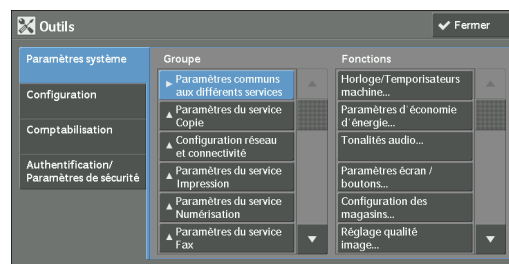 Outils
Fermer
Paramètres système
Configuration
Comptabilisation
Authentification/
Paramètres de sécurité
Groupe
Paramètres communs
aux différents services
Paramètres du service
Copie
Configuration réseau
et connectivité
Paramètres du service
Impression
Paramètres du service
Numérisation
Paramètres du service
Fax
Fonctions
Horloge/Temporisateurs
machine...
Paramètres d'économie
d'énergie...
Tonalités audio...
Paramètres écran /
boutons...
Configuration des
magasins...
Réglage qualité
image...